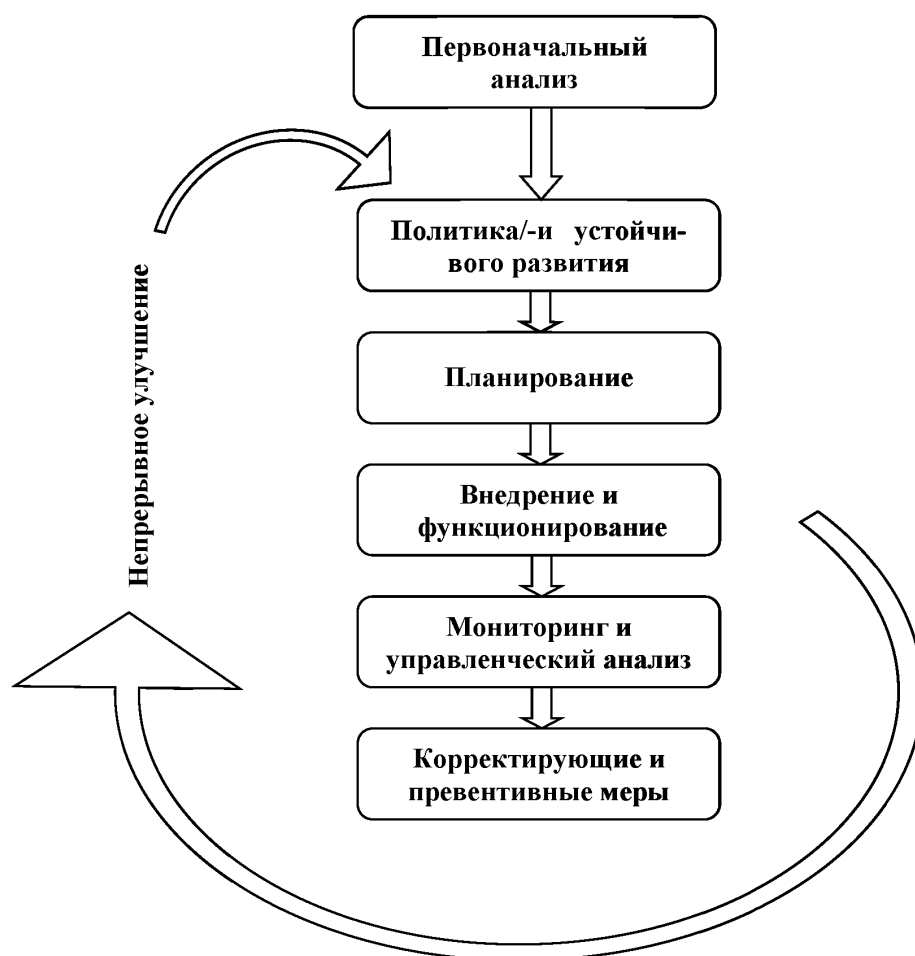 Первоначальный
анализ
Политика/-и устойчи-
вого развития
Планирование
Внедрение и
функционирование
Мониторинг и
управленческий анализ
Корректирующие и
превентивные меры
Непрерывное улучшение